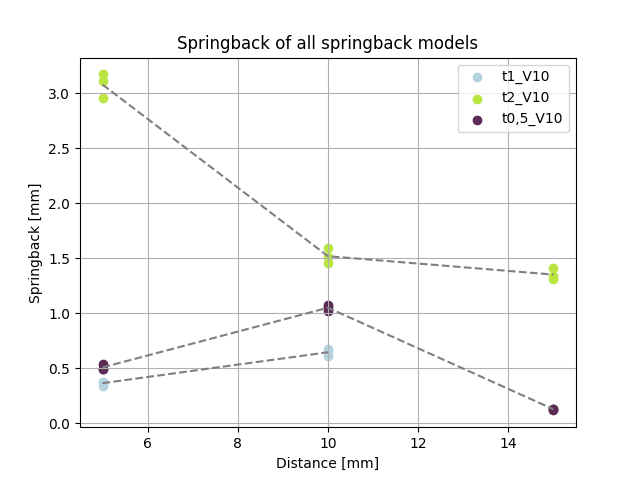 Springback of all springback models
t1_V10
t2_V10
t0,5_V10
3.0
2.5
2.0
1.5
1.0
0.5
0.0
Springback [mm]
6 8 10 12 14
Distance [mm]